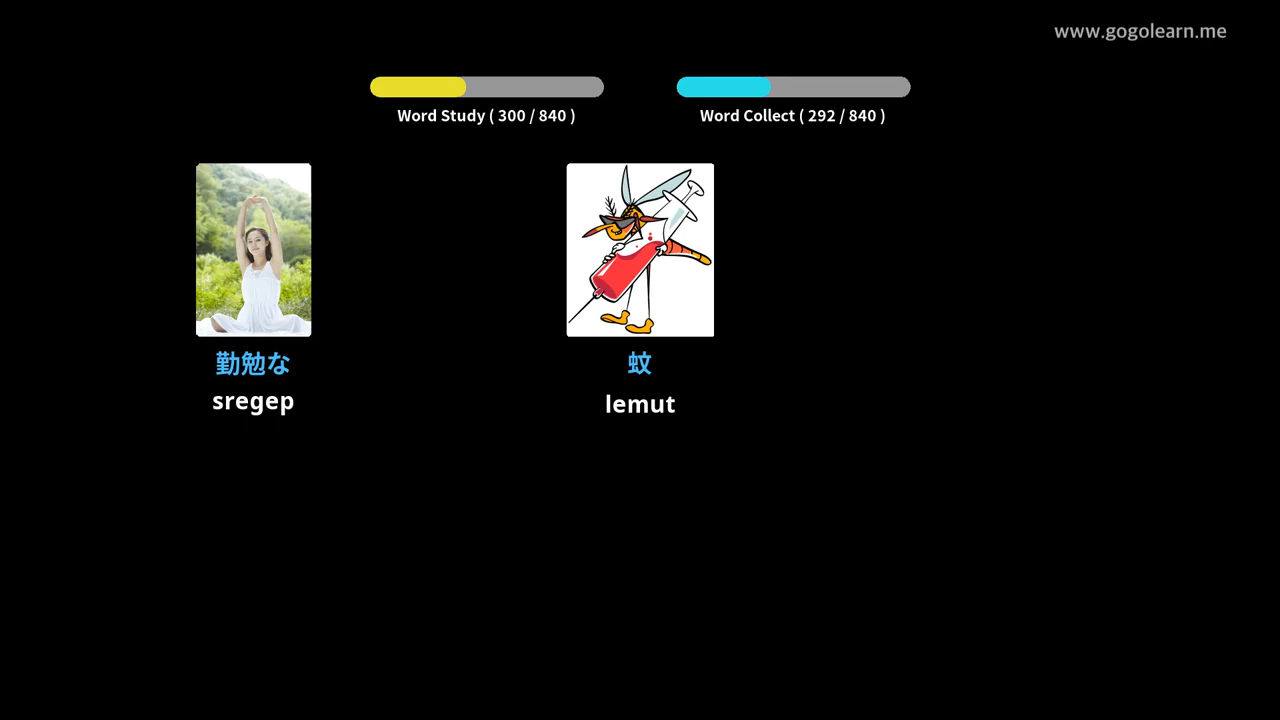 www.gogolearn.me
Word Study ( 300 / 840 )
Word Collect ( 292 / 840 )
勤勉な
sregep
蚊
lemut